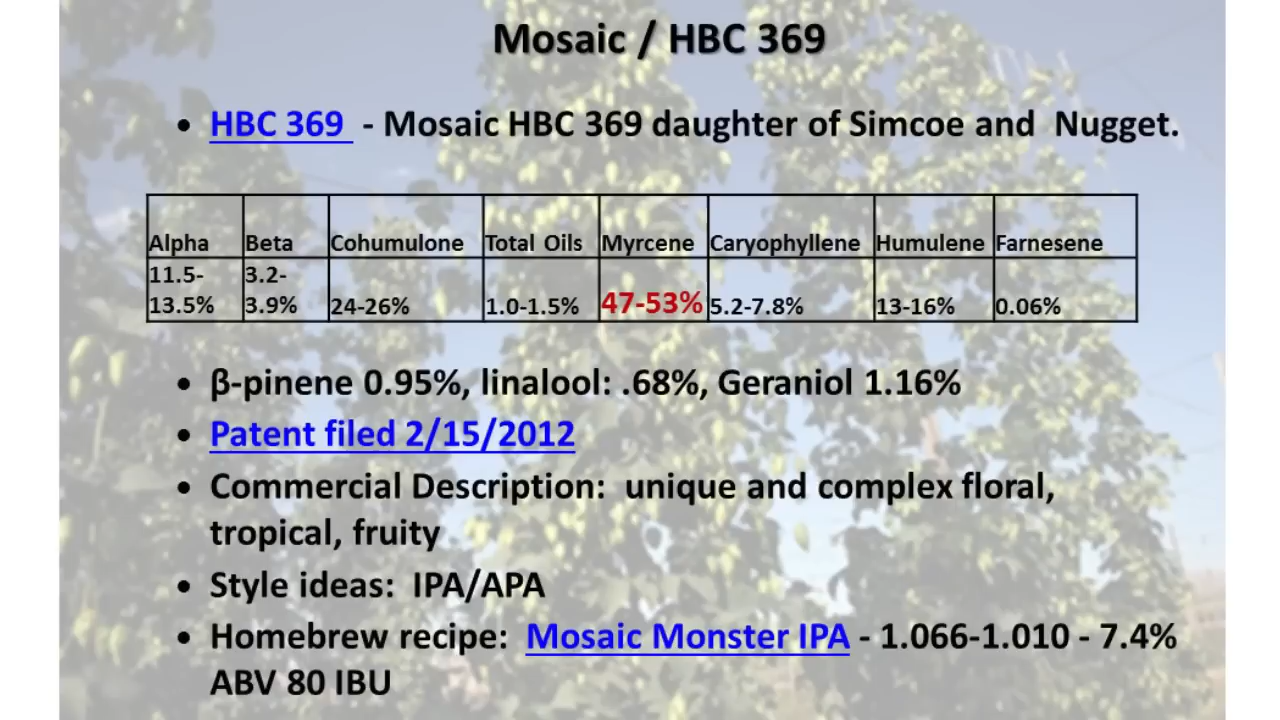 Mosaic / HBC 369
• HBC 369 - Mosaic HBC 369 daughter of Simcoe and Nugget.
Alpha Beta Cohumulone Total Oils Myrcene Caryophyllene Humulene Farnesene
11.5-13.5% 3.2-3.9% 24-26% 1.0-1.5% 47-53% 5.2-7.8% 13-16% 0.06%
• β-pinene 0.95%, linalool: .68%, Geraniol 1.16%
• Patent filed 2/15/2012
• Commercial Description: unique and complex floral,
tropical, fruity
• Style ideas: IPA/APA
• Homebrew recipe: Mosaic Monster IPA - 1.066-1.010 - 7.4%
ABV 80 IBU